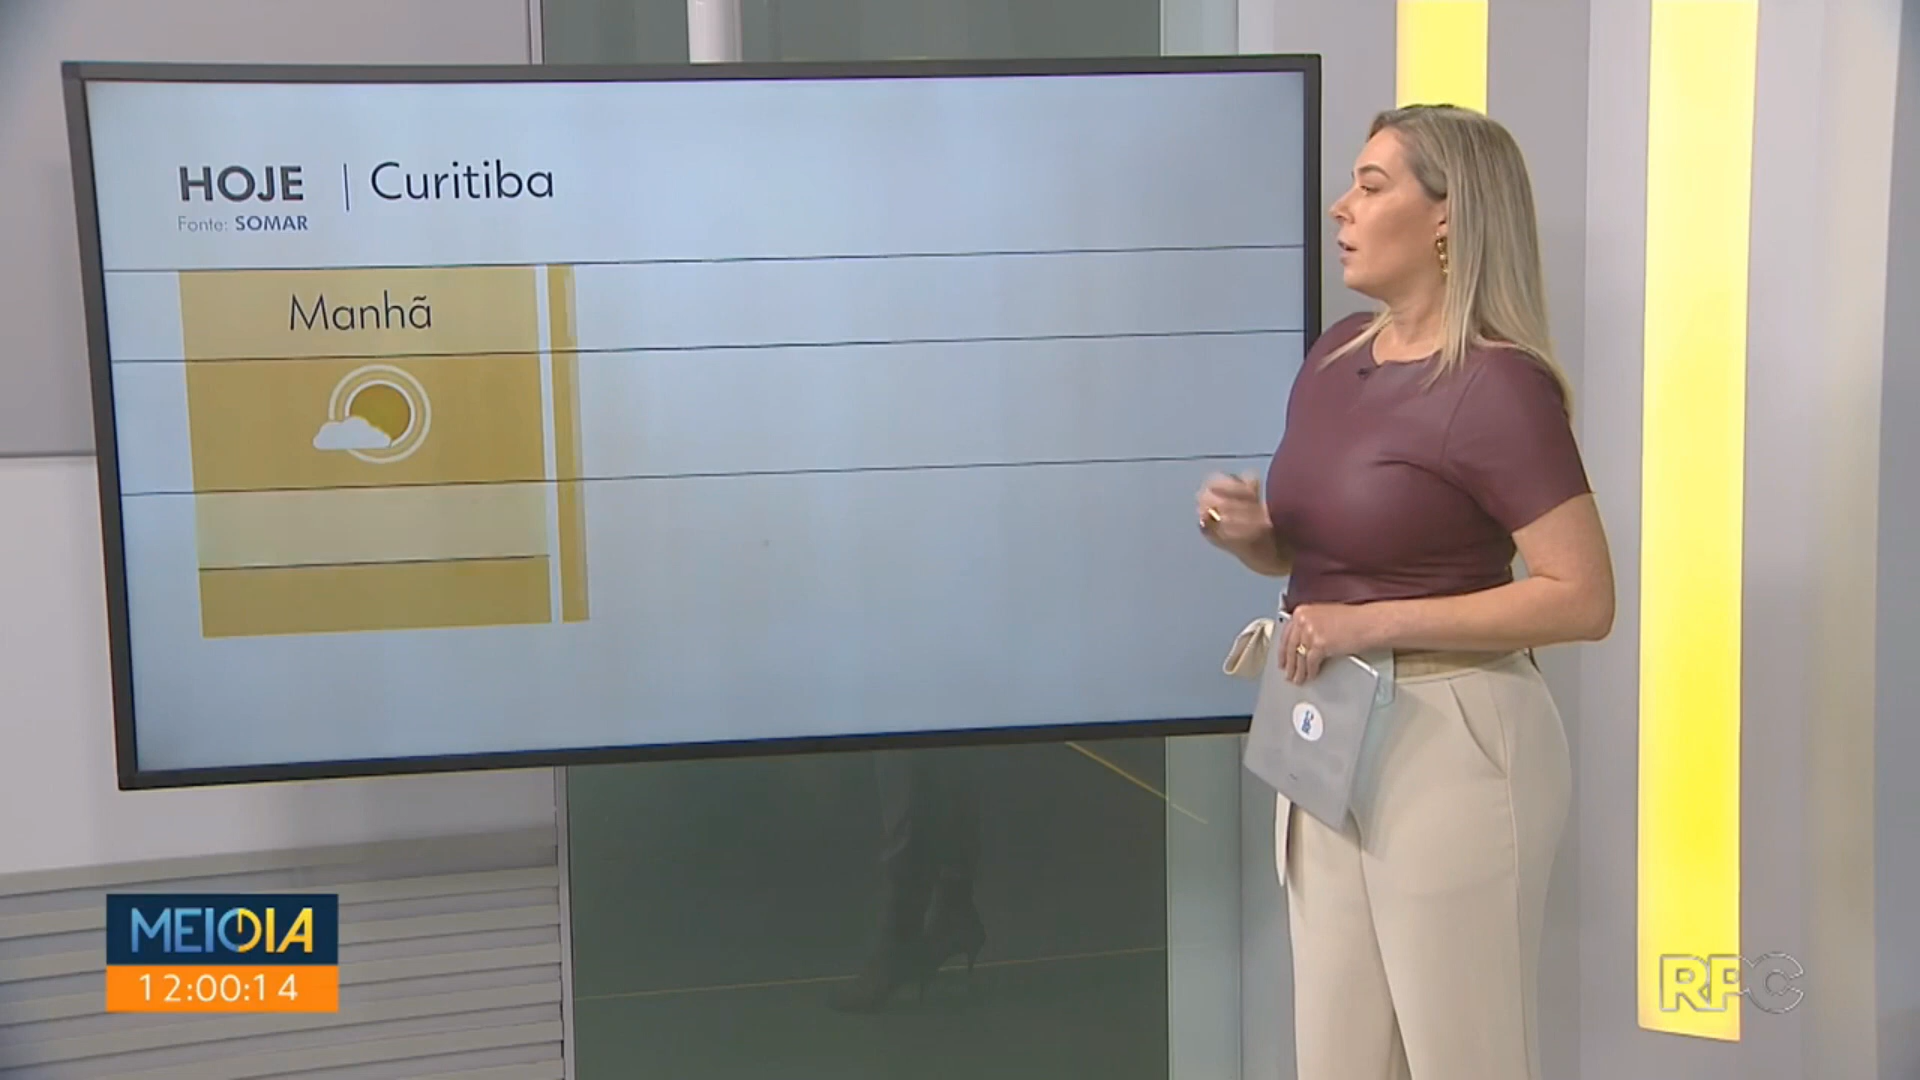 HOJE | Curitiba
Fonte: SOMAR
Manhã
MEIODIA
12:00:14
RPC